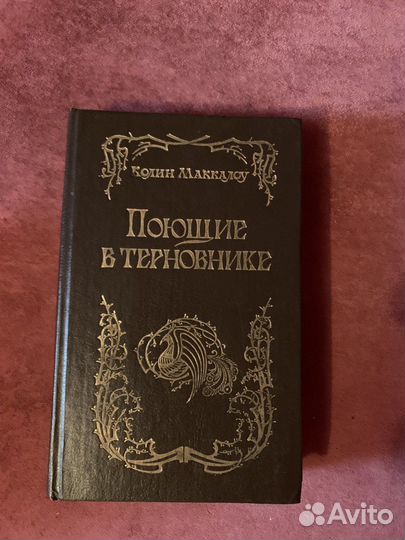 Колин Маккалоу
Поющие
в терновнике
Avito